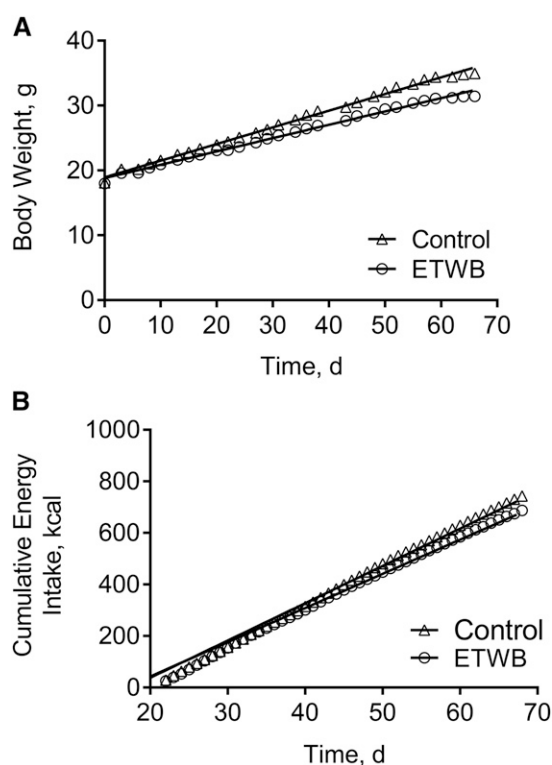 A
Body Weight, g
40
30
20
10
0
Control
ETWB
0 10 20 30 40 50 60 70
Time, d
B
Cumulative Energy
Intake, kcal
1000
800
600
400
200
0
Control
ETWB
20 30 40 50 60 70
Time, d